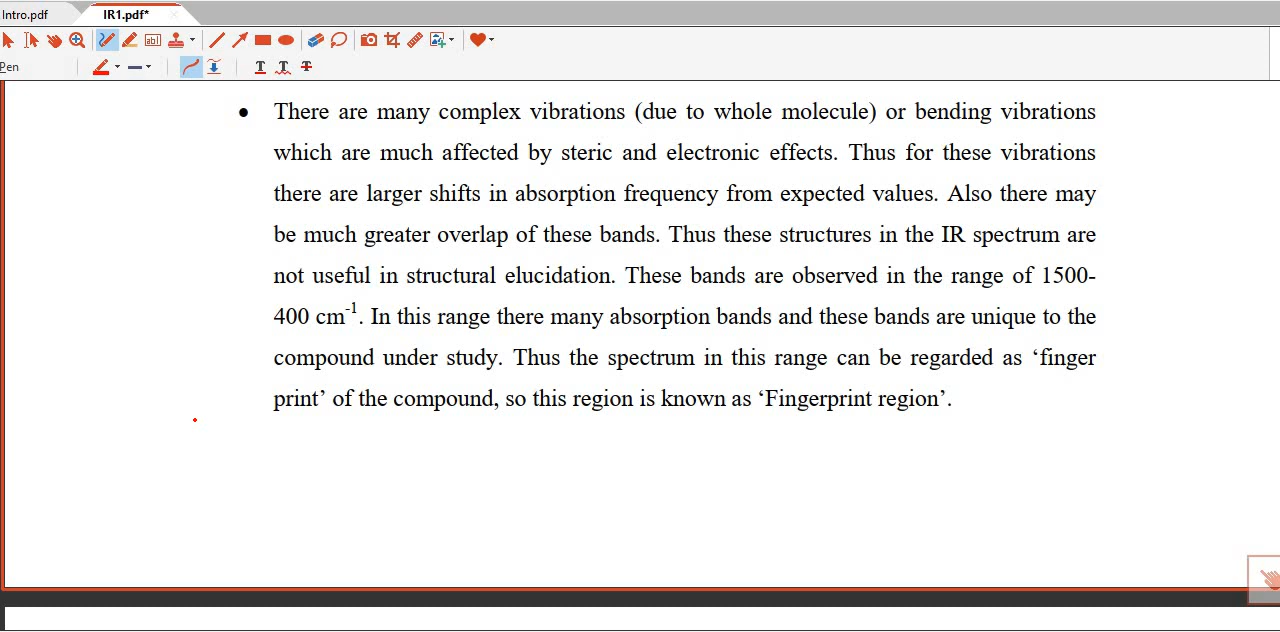 Intro.pdf
IR1.pdf*
Pen
• There are many complex vibrations (due to whole molecule) or bending vibrations
which are much affected by steric and electronic effects. Thus for these vibrations
there are larger shifts in absorption frequency from expected values. Also there may
be much greater overlap of these bands. Thus these structures in the IR spectrum are
not useful in structural elucidation. These bands are observed in the range of 1500-
400 cm⁻¹. In this range there many absorption bands and these bands are unique to the
compound under study. Thus the spectrum in this range can be regarded as ‘finger
print’ of the compound, so this region is known as ‘Fingerprint region’.